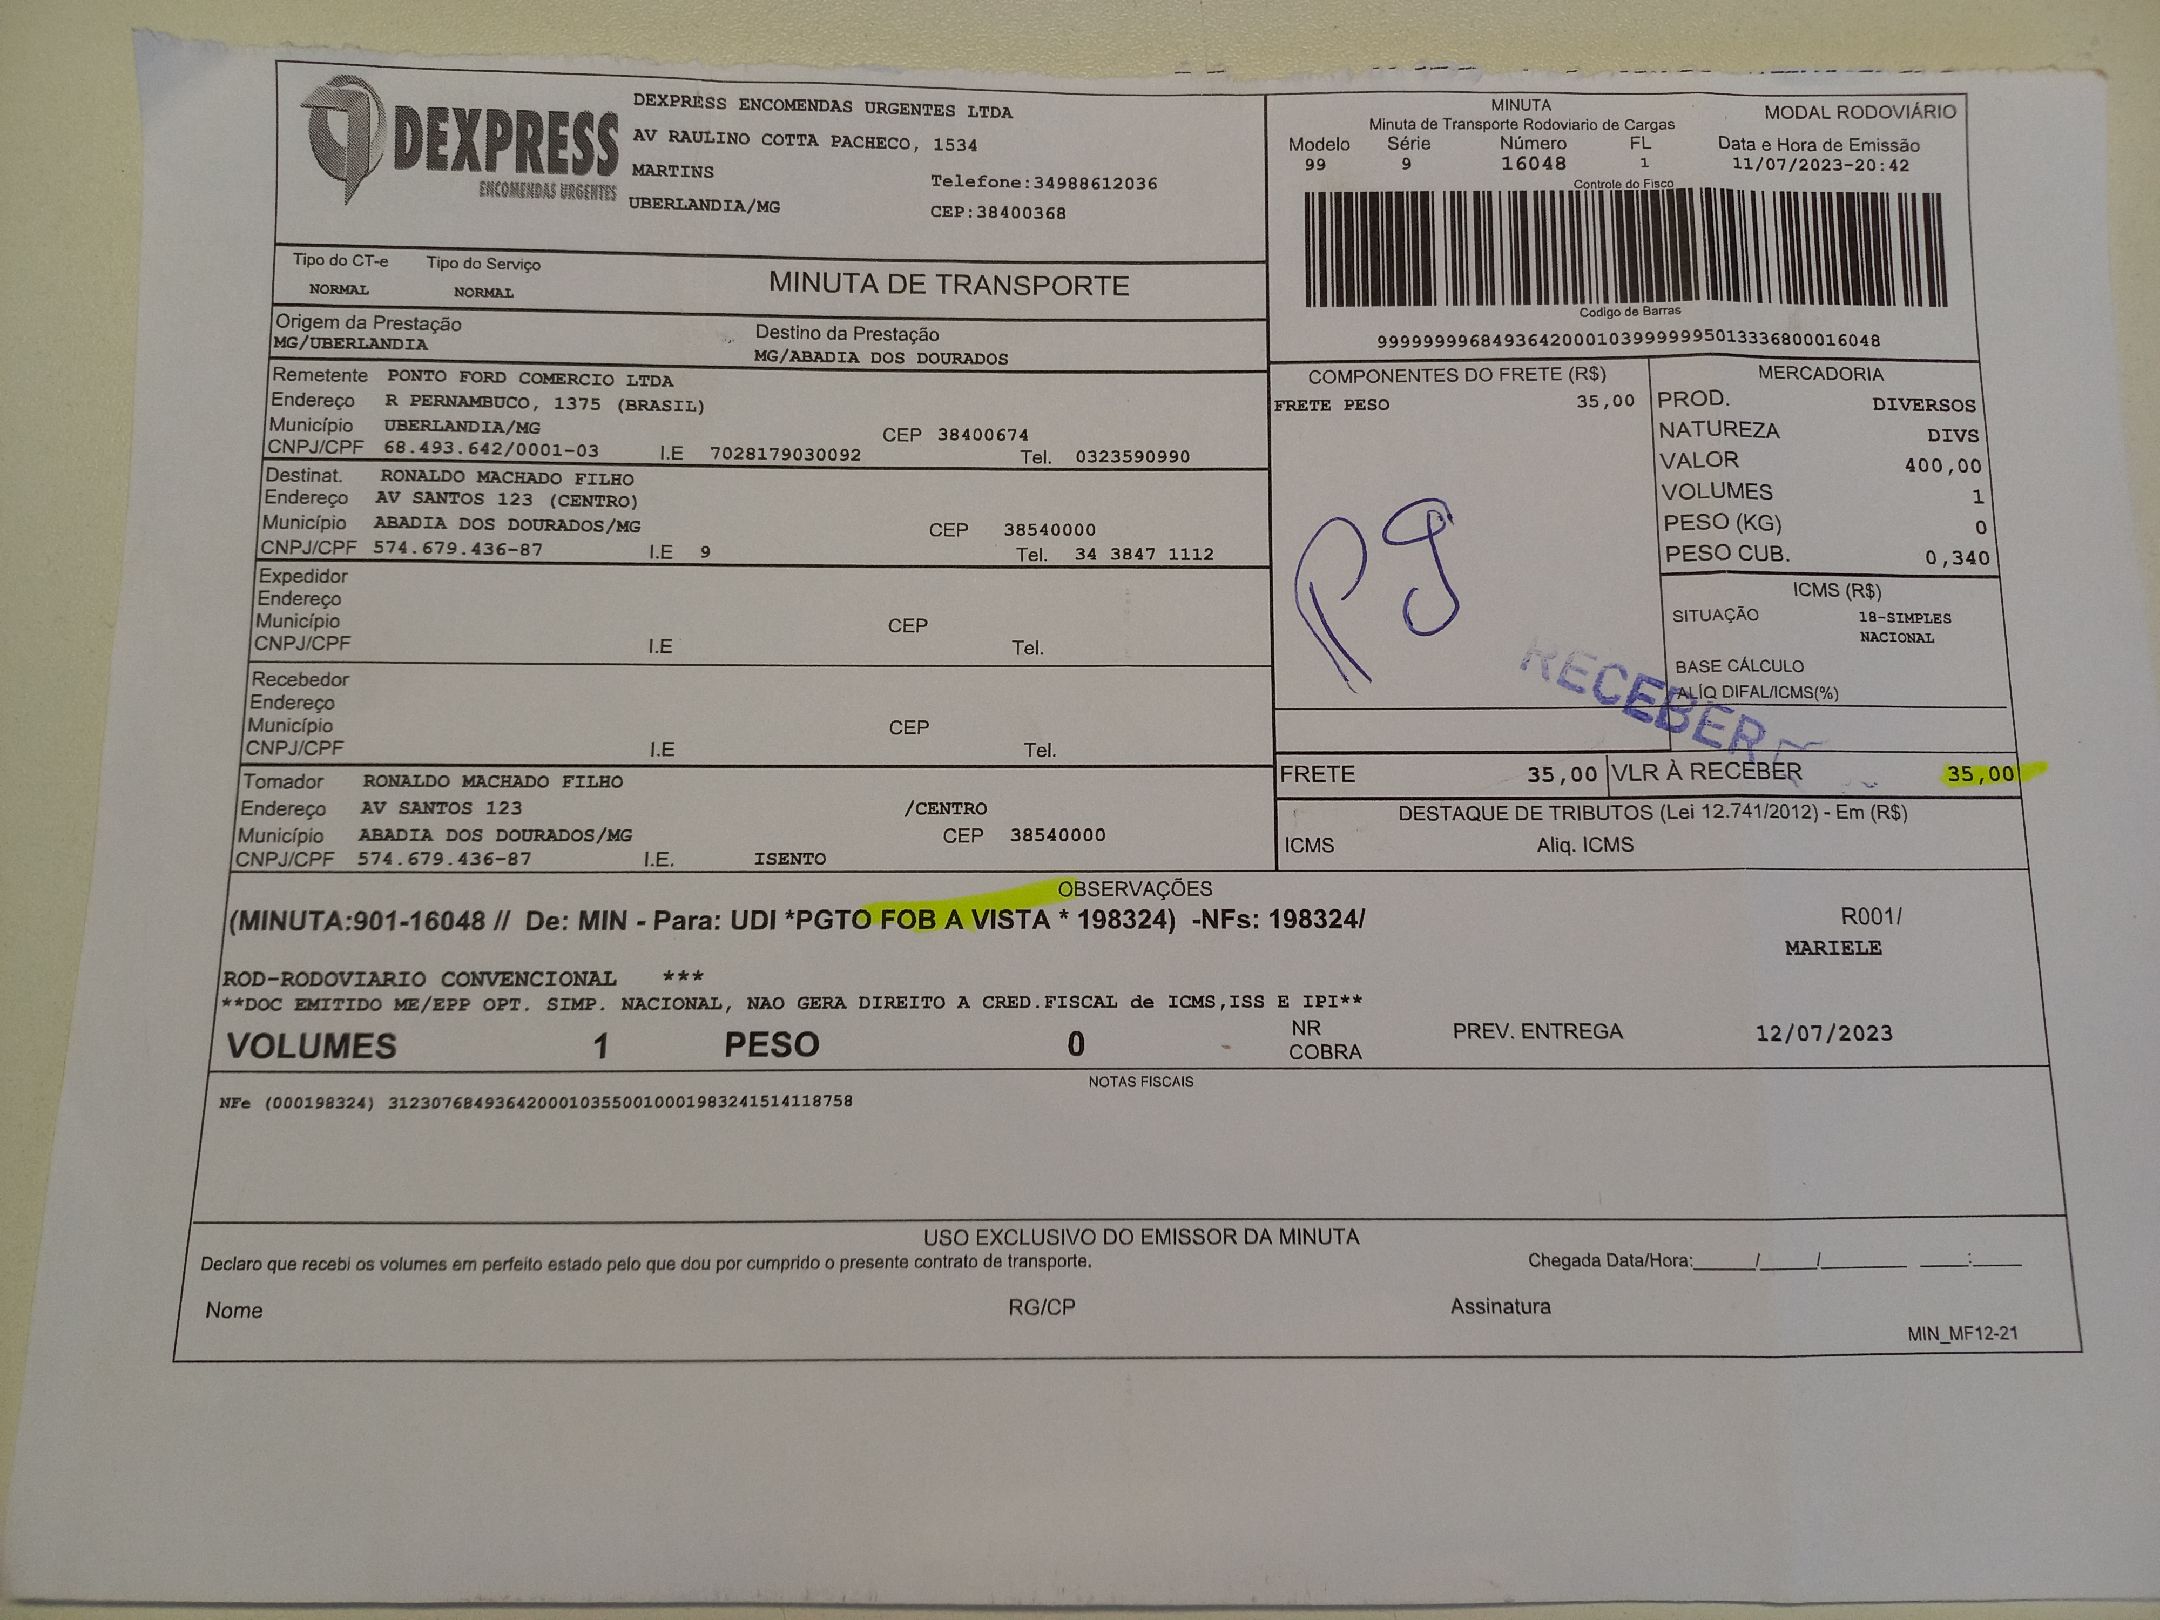 DEXPRESS
ENCOMENDAS URGENTES
DEXPRESS ENCOMENDAS URGENTES LTDA
AV RAULINO COTTA PACHECO, 1534
MARTINS
Telefone:34988612036
UBERLANDIA/MG
CEP:38400368
MINUTA
MODAL RODOVIÁRIO
Minuta de Transporte Rodoviario de Cargas
Modelo Série Número FL Data e Hora de Emissão
99 9 16048 1 11/07/2023-20:42
Controle do Fisco
Codigo de Barras
999999996849364200010399999995013336800016048
Tipo do CT-e Tipo do Serviço
NORMAL NORMAL
MINUTA DE TRANSPORTE
Origem da Prestação
MG/UBERLANDIA
Destino da Prestação
MG/ABADIA DOS DOURADOS
Remetente PONTO FORD COMERCIO LTDA
Endereço R PERNAMBUCO, 1375 (BRASIL)
Município UBERLANDIA/MG CEP 38400674
CNPJ/CPF 68.493.642/0001-03 I.E 7028179030092 Tel. 0323590990
Destinat. RONALDO MACHADO FILHO
Endereço AV SANTOS 123 (CENTRO)
Município ABADIA DOS DOURADOS/MG CEP 38540000
CNPJ/CPF 574.679.436-87 I.E 9 Tel. 34 3847 1112
Expedidor
Endereço
Município CEP
CNPJ/CPF I.E Tel.
Recebedor
Endereço
Município CEP
CNPJ/CPF I.E Tel.
Tomador RONALDO MACHADO FILHO
Endereço AV SANTOS 123 /CENTRO
Município ABADIA DOS DOURADOS/MG CEP 38540000
CNPJ/CPF 574.679.436-87 I.E. ISENTO
COMPONENTES DO FRETE (R$)
FRETE PESO 35,00
Pg
RECEBER
MERCADORIA
PROD. DIVERSOS
NATUREZA DIVS
VALOR 400,00
VOLUMES 1
PESO (KG) 0
PESO CUB. 0,340
ICMS (R$)
SITUAÇÃO 18-SIMPLES
NACIONAL
BASE CÁLCULO
ALÍQ DIFAL/ICMS(%)
FRETE 35,00 VLR À RECEBER 35,00
DESTAQUE DE TRIBUTOS (Lei 12.741/2012) - Em (R$)
ICMS Aliq. ICMS
OBSERVAÇÕES
(MINUTA:901-16048 // De: MIN - Para: UDI *PGTO FOB A VISTA * 198324) -NFs: 198324/
R001/
MARIELE
ROD-RODOVIARIO CONVENCIONAL ***
**DOC EMITIDO ME/EPP OPT. SIMP. NACIONAL, NAO GERA DIREITO A CRED.FISCAL de ICMS,ISS E IPI**
VOLUMES 1 PESO 0
NR
COBRA
PREV. ENTREGA 12/07/2023
NOTAS FISCAIS
NFe (000198324) 31230768493642000103550010001983241514118758
USO EXCLUSIVO DO EMISSOR DA MINUTA
Declaro que recebi os volumes em perfeito estado pelo que dou por cumprido o presente contrato de transporte.
Chegada Data/Hora:_____/_____/________ ____:_____
Nome RG/CP Assinatura
MIN_MF12-21